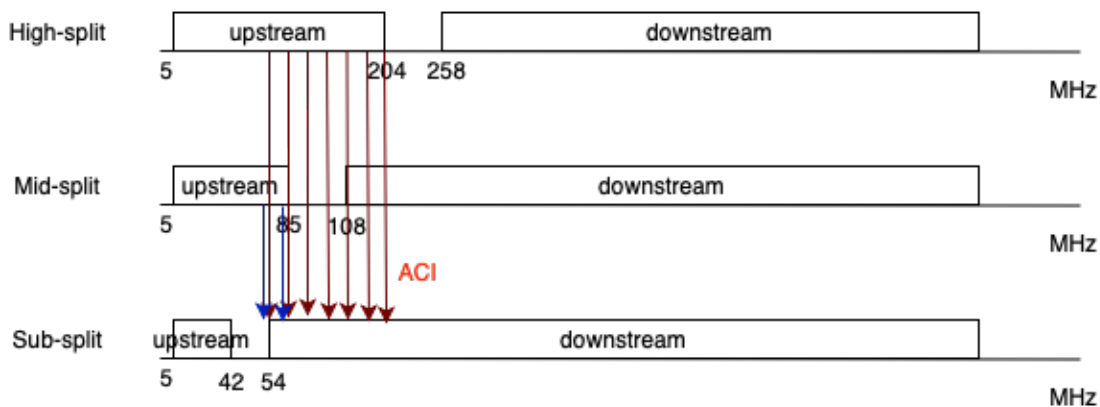 High-split upstream downstream
5 204 258 MHz
Mid-split upstream downstream
5 85 108 MHz
ACI
Sub-split upstream downstream
5 42 54 MHz